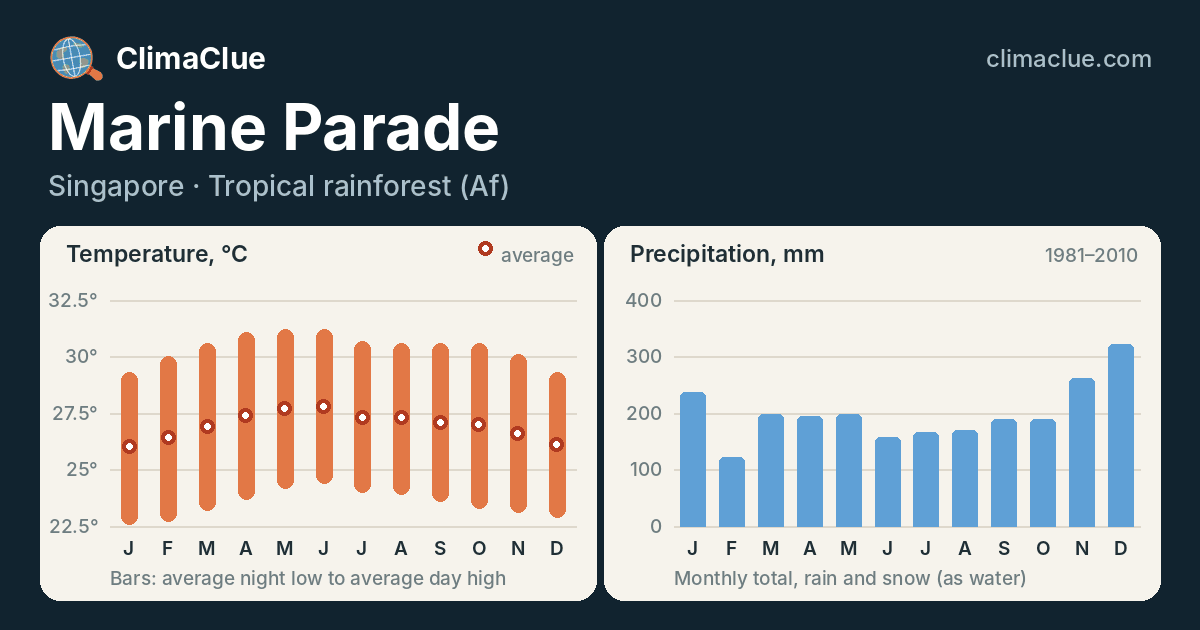 ClimaClue
climaclue.com
Marine Parade
Singapore · Tropical rainforest (Af)
Temperature, °C
average
32.5°
30°
27.5°
25°
22.5°
J F M A M J J A S O N D
Bars: average night low to average day high
Precipitation, mm
1981–2010
400
300
200
100
0
J F M A M J J A S O N D
Monthly total, rain and snow (as water)